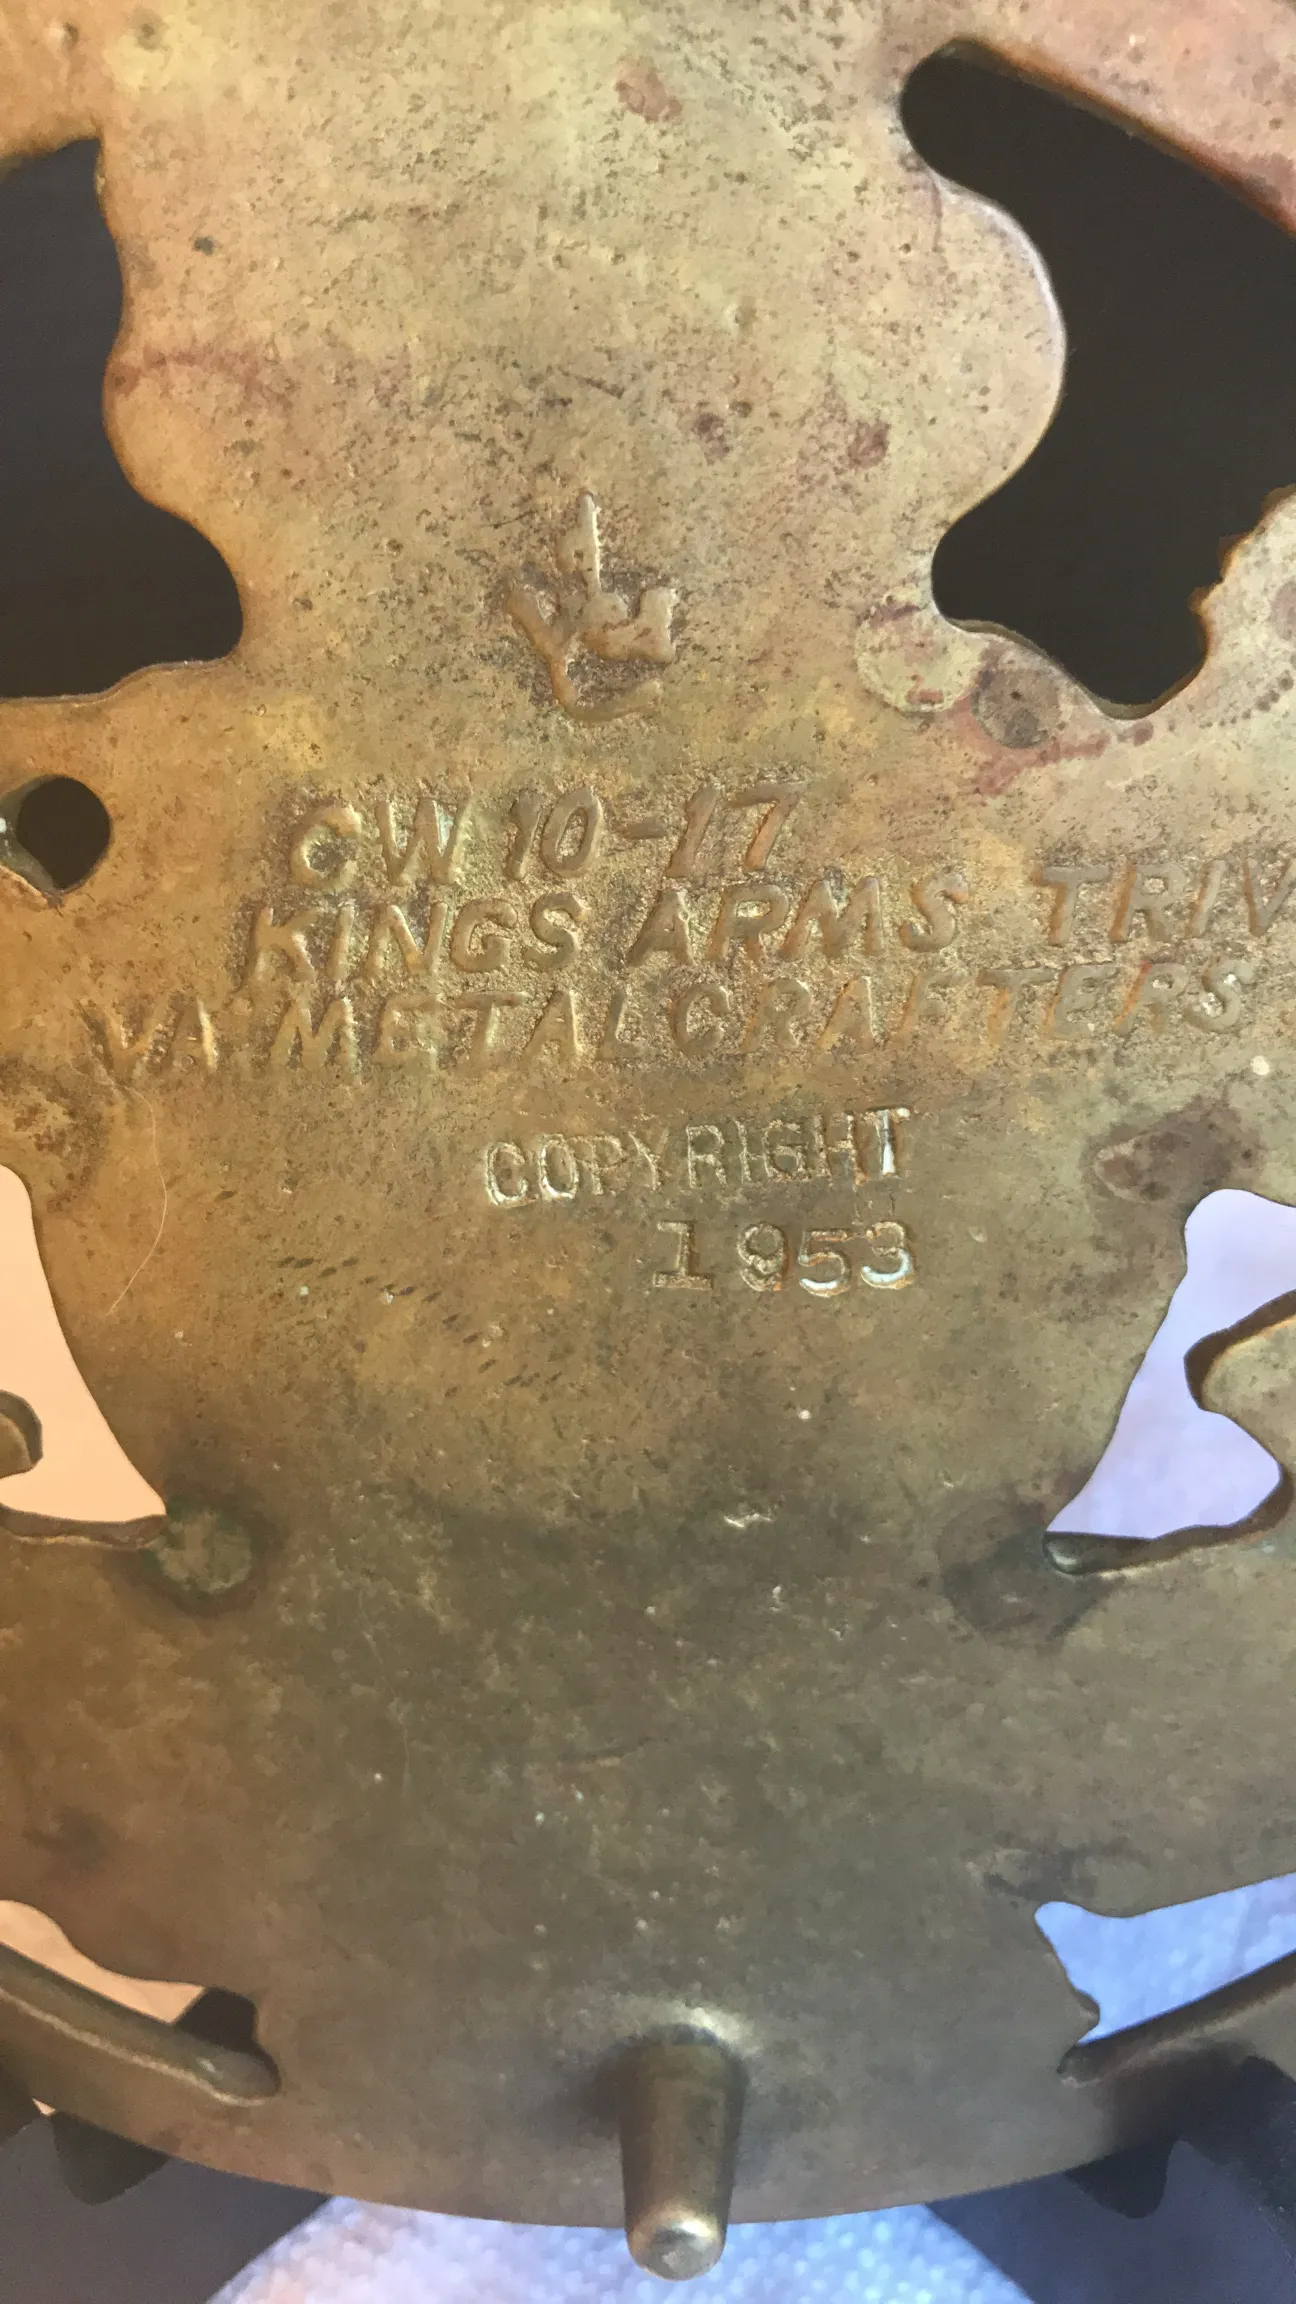 CW 10-17
KINGS ARMS TRIV
VA METALCRAFTERS
COPYRIGHT
1953